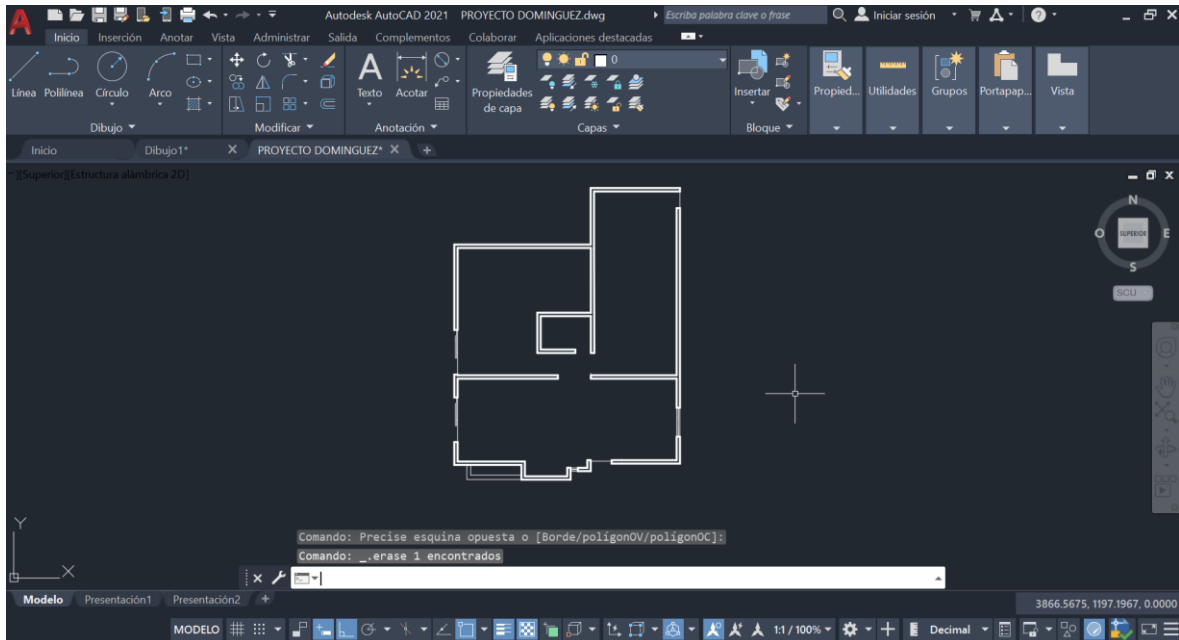 Autodesk AutoCAD 2021 PROYECTO DOMINGUEZ.dwg Escriba palabra clave o frase Iniciar sesión
Inicio Inserción Anotar Vista Administrar Salida Complementos Colaborar Aplicaciones destacadas
0
Línea Polilínea Círculo Arco Texto Acotar Propiedades de capa Insertar Propied... Utilidades Grupos Portapap... Vista
Dibujo Modificar Anotación Capas Bloque
Inicio Dibujo1* PROYECTO DOMINGUEZ*
[Superior][Estructura alámbrica 2D]
N
O SUPERIOR E
S
SCU
Y
Comando: Precise esquina opuesta o [Borde/polígonOV/polígonOC]:
Comando: _.erase 1 encontrados
X
Modelo Presentación1 Presentación2
3866.5675, 1197.1967, 0.0000
MODELO 1:1 / 100% Decimal